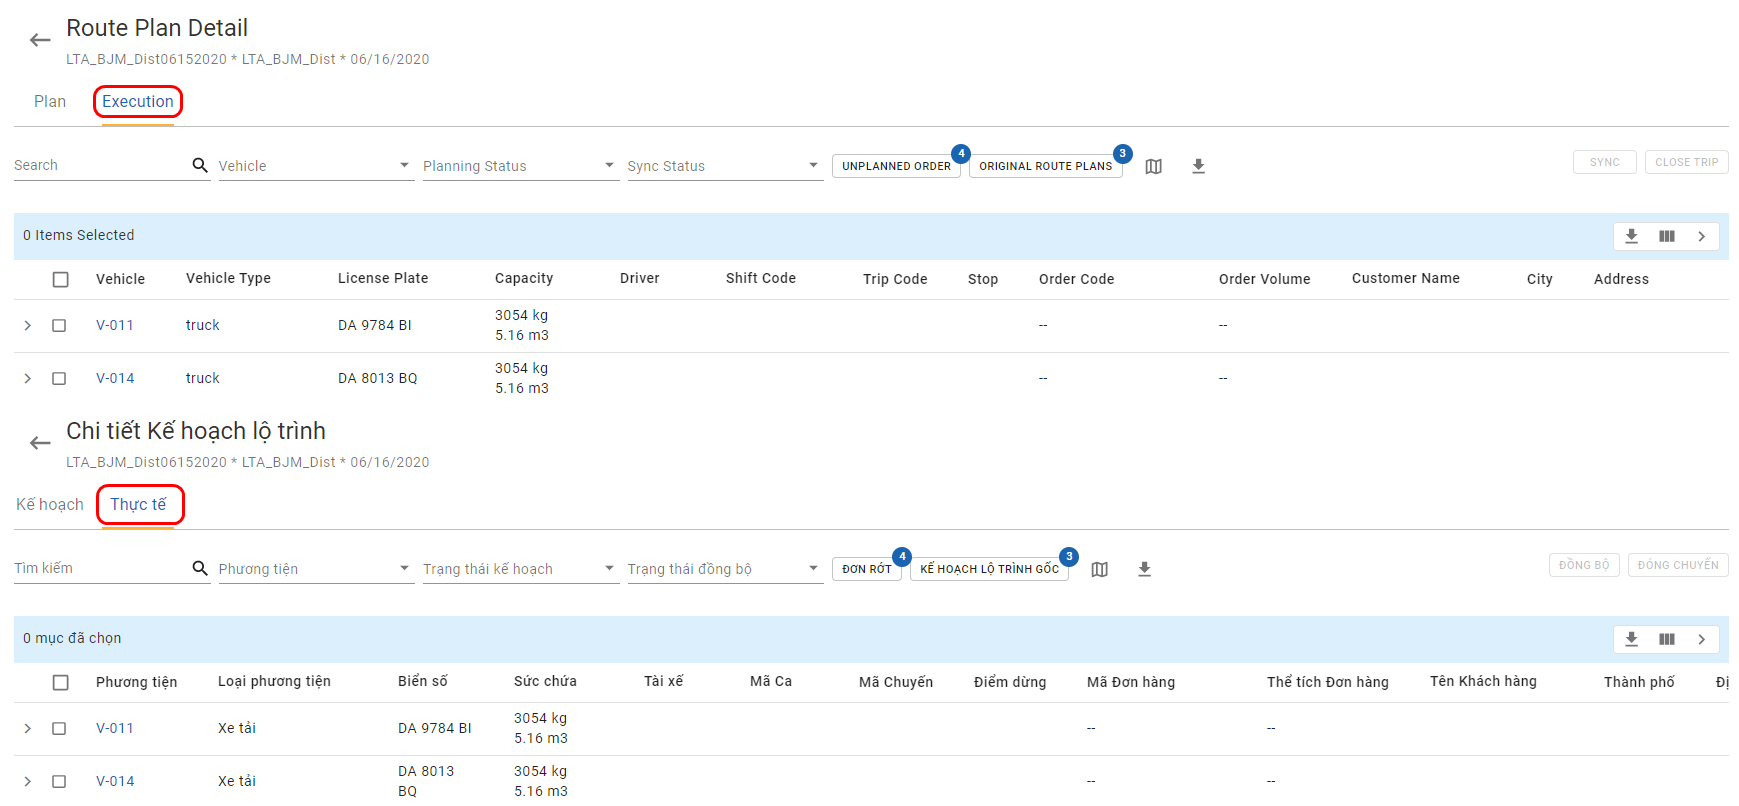 Route Plan Detail
LTA_BJM_Dist06152020 * LTA_BJM_Dist * 06/16/2020
Plan Execution
Search Vehicle Planning Status Sync Status UNPLANNED ORDER 4 ORIGINAL ROUTE PLANS 3 SYNC CLOSE TRIP
0 Items Selected
Vehicle Vehicle Type License Plate Capacity Driver Shift Code Trip Code Stop Order Code Order Volume Customer Name City Address
V-011 truck DA 9784 BI 3054 kg -- --
5.16 m3
V-014 truck DA 8013 BQ 3054 kg -- --
5.16 m3
Chi tiết Kế hoạch lộ trình
LTA_BJM_Dist06152020 * LTA_BJM_Dist * 06/16/2020
Kế hoạch Thực tế
Tìm kiếm Phương tiện Trạng thái kế hoạch Trạng thái đồng bộ ĐƠN RỚT 4 KẾ HOẠCH LỘ TRÌNH GỐC 3 ĐỒNG BỘ ĐÓNG CHUYẾN
0 mục đã chọn
Phương tiện Loại phương tiện Biển số Sức chứa Tài xế Mã Ca Mã Chuyến Điểm dừng Mã Đơn hàng Thể tích Đơn hàng Tên Khách hàng Thành phố Đị
V-011 Xe tải DA 9784 BI 3054 kg -- --
5.16 m3
V-014 Xe tải DA 8013 3054 kg -- --
BQ 5.16 m3